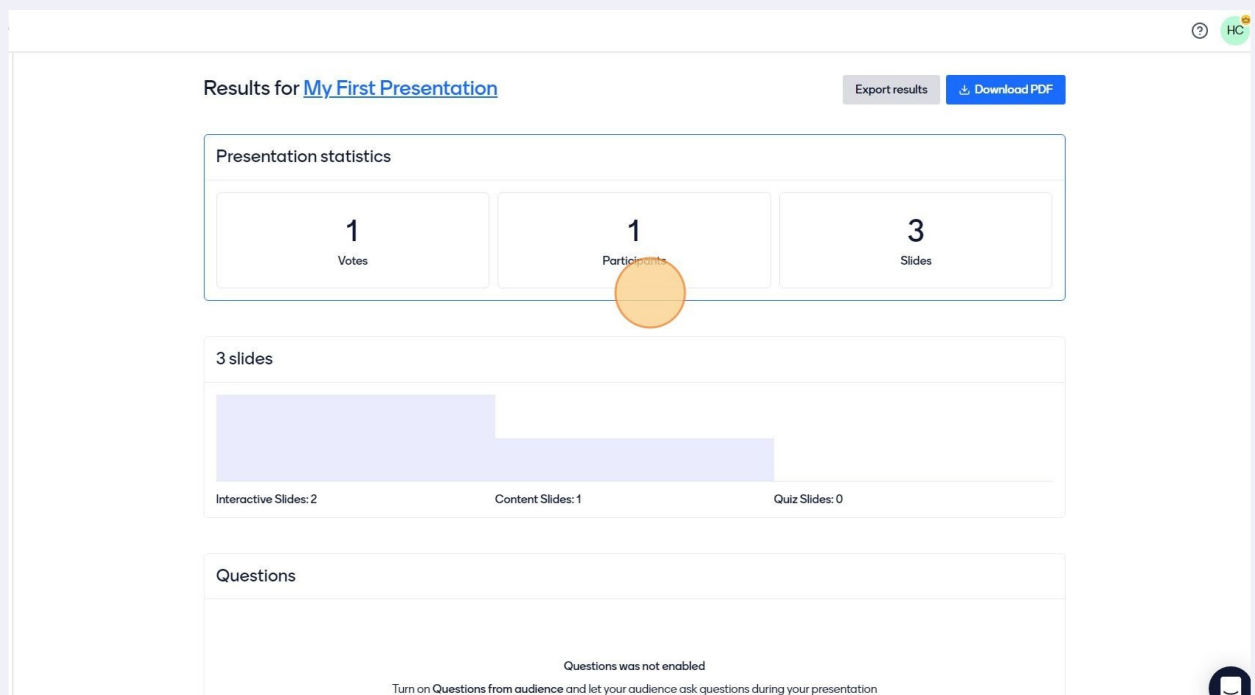 HC
Results for My First Presentation
Export results
Download PDF
Presentation statistics
1
Votes
1
Participants
3
Slides
3 slides
Interactive Slides: 2
Content Slides: 1
Quiz Slides: 0
Questions
Questions was not enabled
Turn on Questions from audience and let your audience ask questions during your presentation